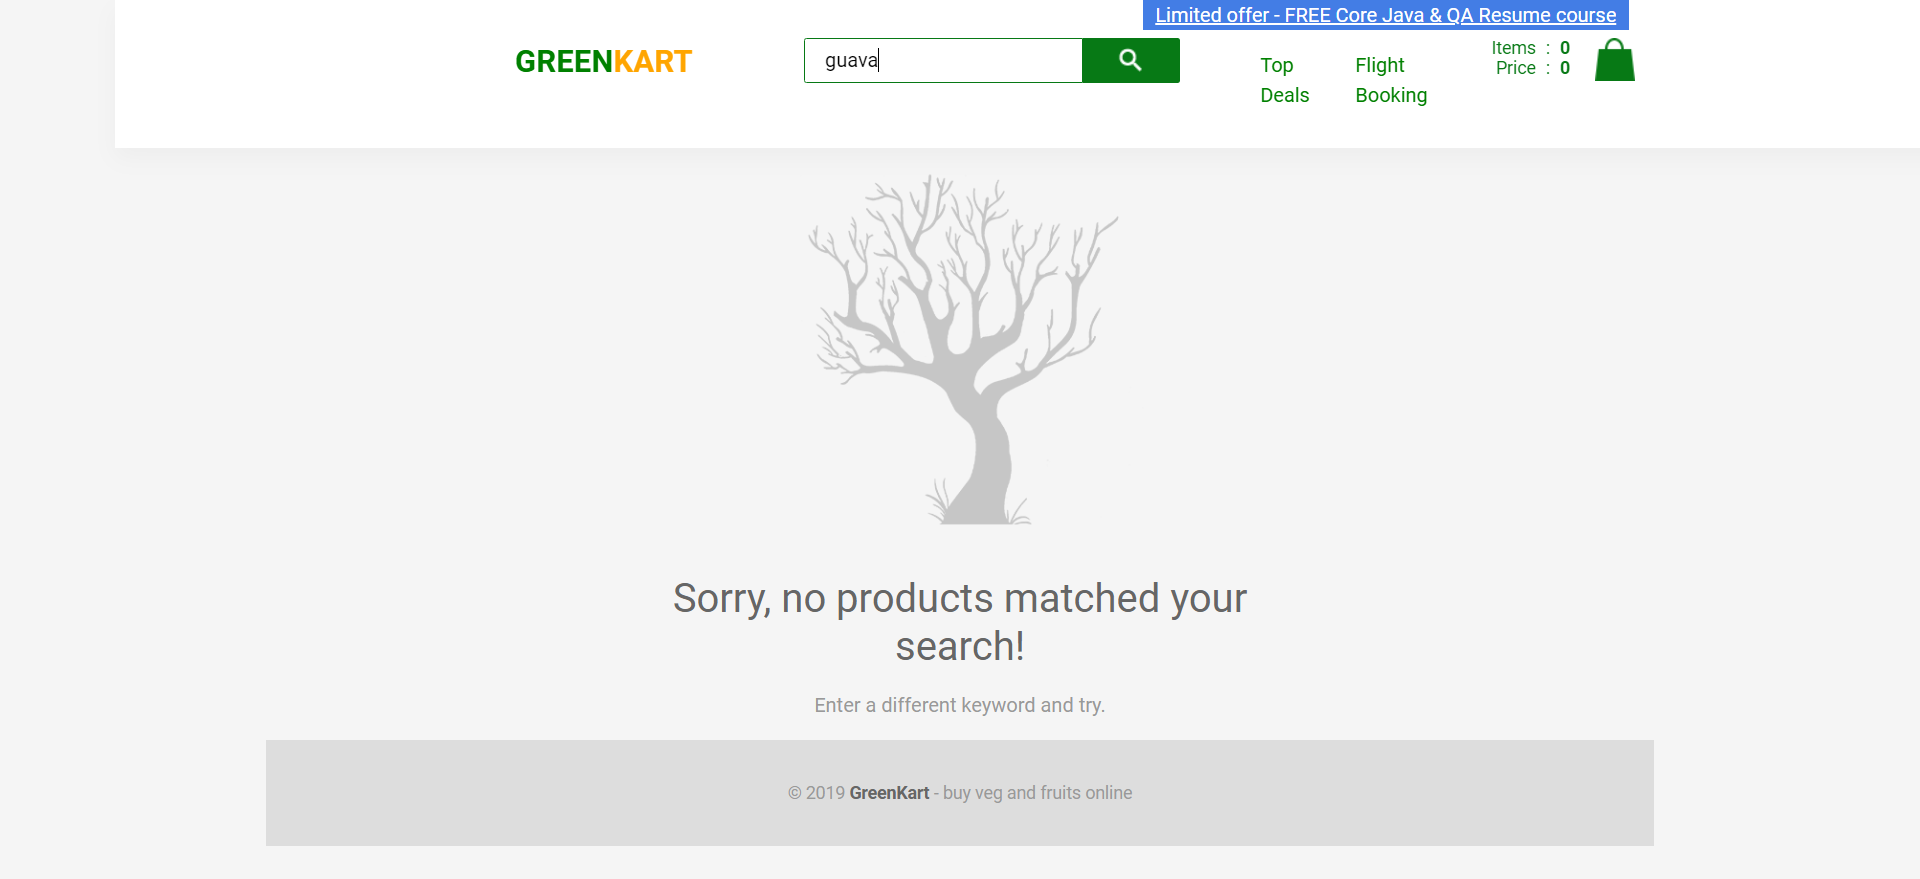 Limited offer - FREE Core Java & QA Resume course
GREENKART
guava
Top
Deals
Flight
Booking
Items : 0
Price : 0
Sorry, no products matched your
search!
Enter a different keyword and try.
© 2019 GreenKart - buy veg and fruits online